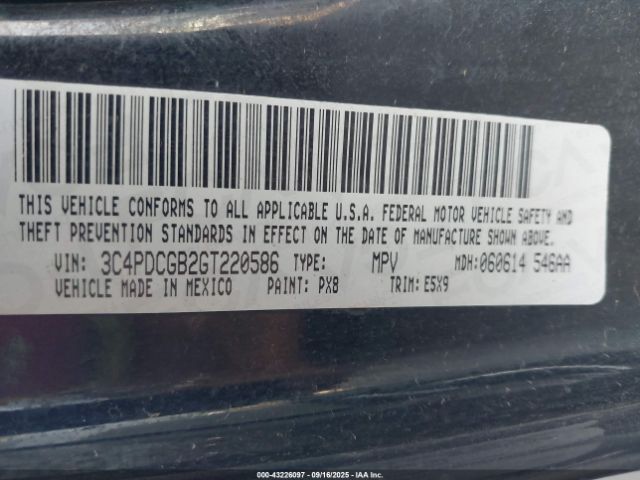 THIS VEHICLE CONFORMS TO ALL APPLICABLE U.S.A. FEDERAL MOTOR VEHICLE SAFETY AND
THEFT PREVENTION STANDARDS IN EFFECT ON THE DATE OF MANUFACTURE SHOWN ABOVE.
VIN: 3C4PDCGB2GT220586 TYPE: MPV MDH:060614 546AA
VEHICLE MADE IN MEXICO PAINT: PX8 TRIM: E5X9
000-43226097 - 09/16/2025 - IAA Inc.